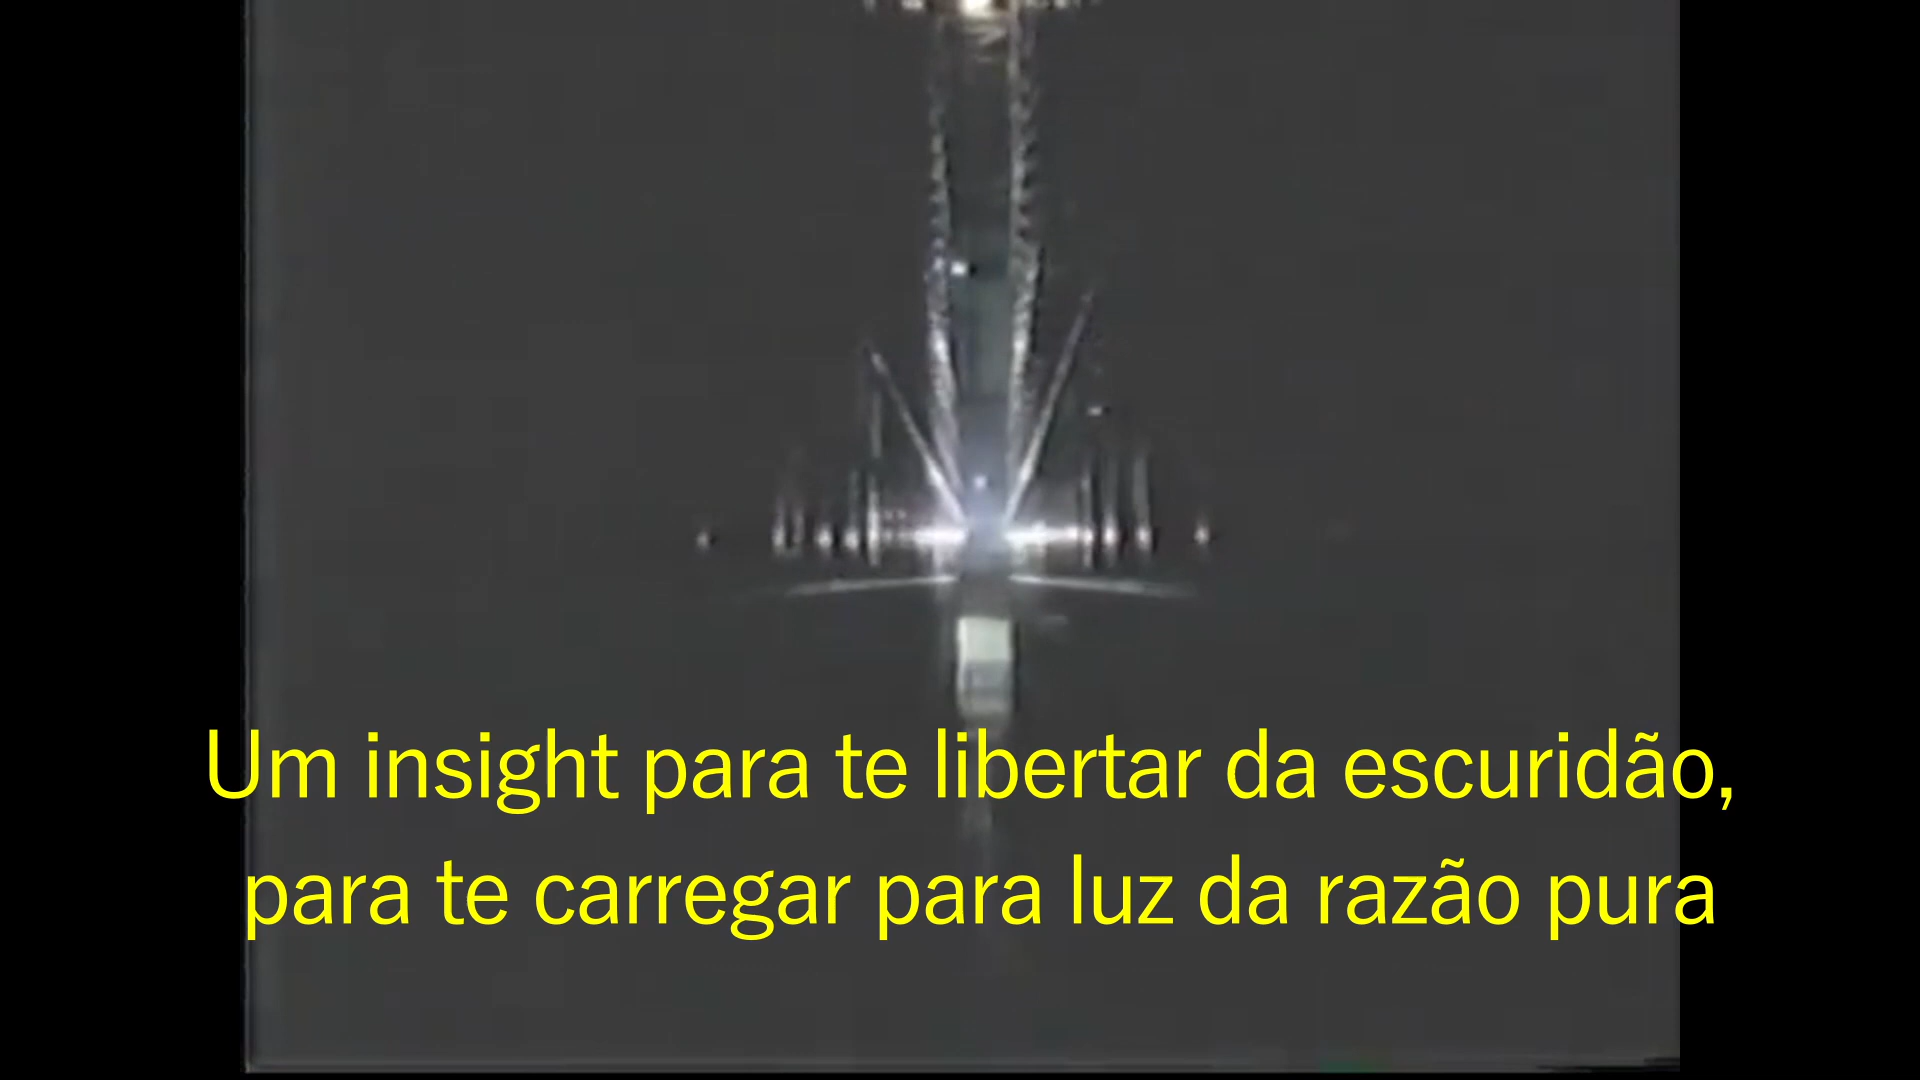 Um insight para te libertar da escuridão,
para te carregar para luz da razão pura